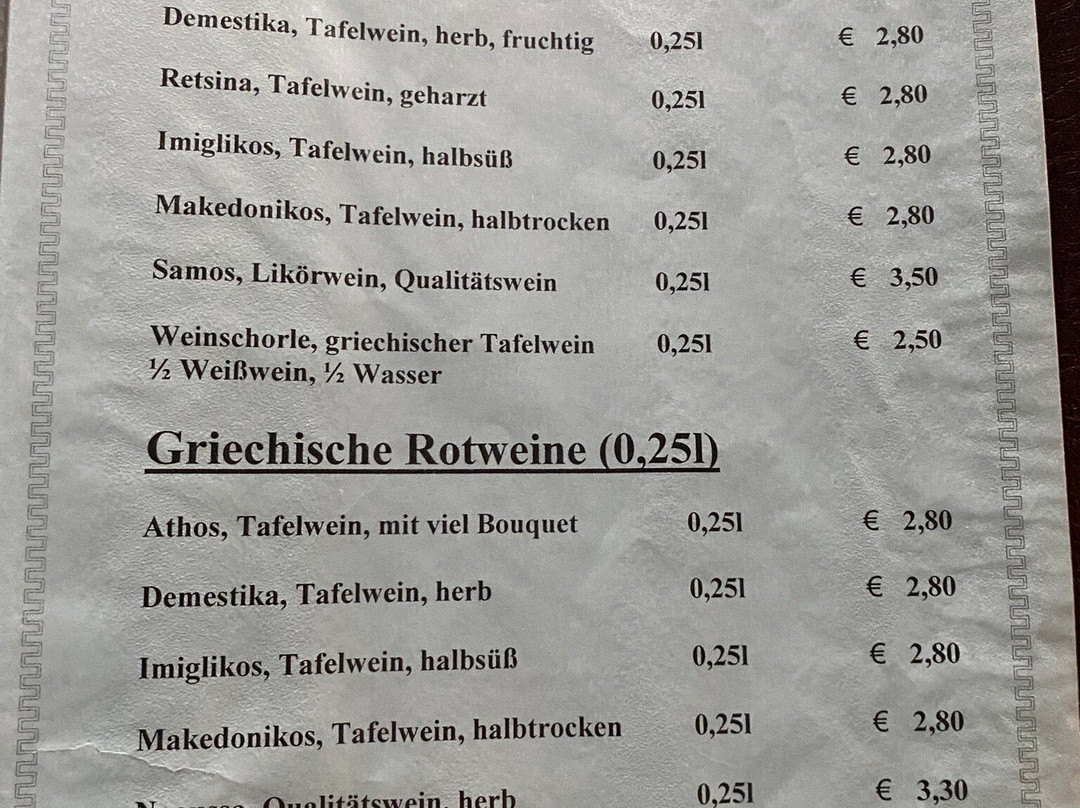 Demestika, Tafelwein, herb, fruchtig 0,25l € 2,80
Retsina, Tafelwein, geharzt 0,25l € 2,80
Imiglikos, Tafelwein, halbsüß 0,25l € 2,80
Makedonikos, Tafelwein, halbtrocken 0,25l € 2,80
Samos, Likörwein, Qualitätswein 0,25l € 3,50
Weinschorle, griechischer Tafelwein 0,25l € 2,50
½ Weißwein, ½ Wasser
Griechische Rotweine (0,25l)
Athos, Tafelwein, mit viel Bouquet 0,25l € 2,80
Demestika, Tafelwein, herb 0,25l € 2,80
Imiglikos, Tafelwein, halbsüß 0,25l € 2,80
Makedonikos, Tafelwein, halbtrocken 0,25l € 2,80
Qualitätswein, herb 0,25l € 3,30